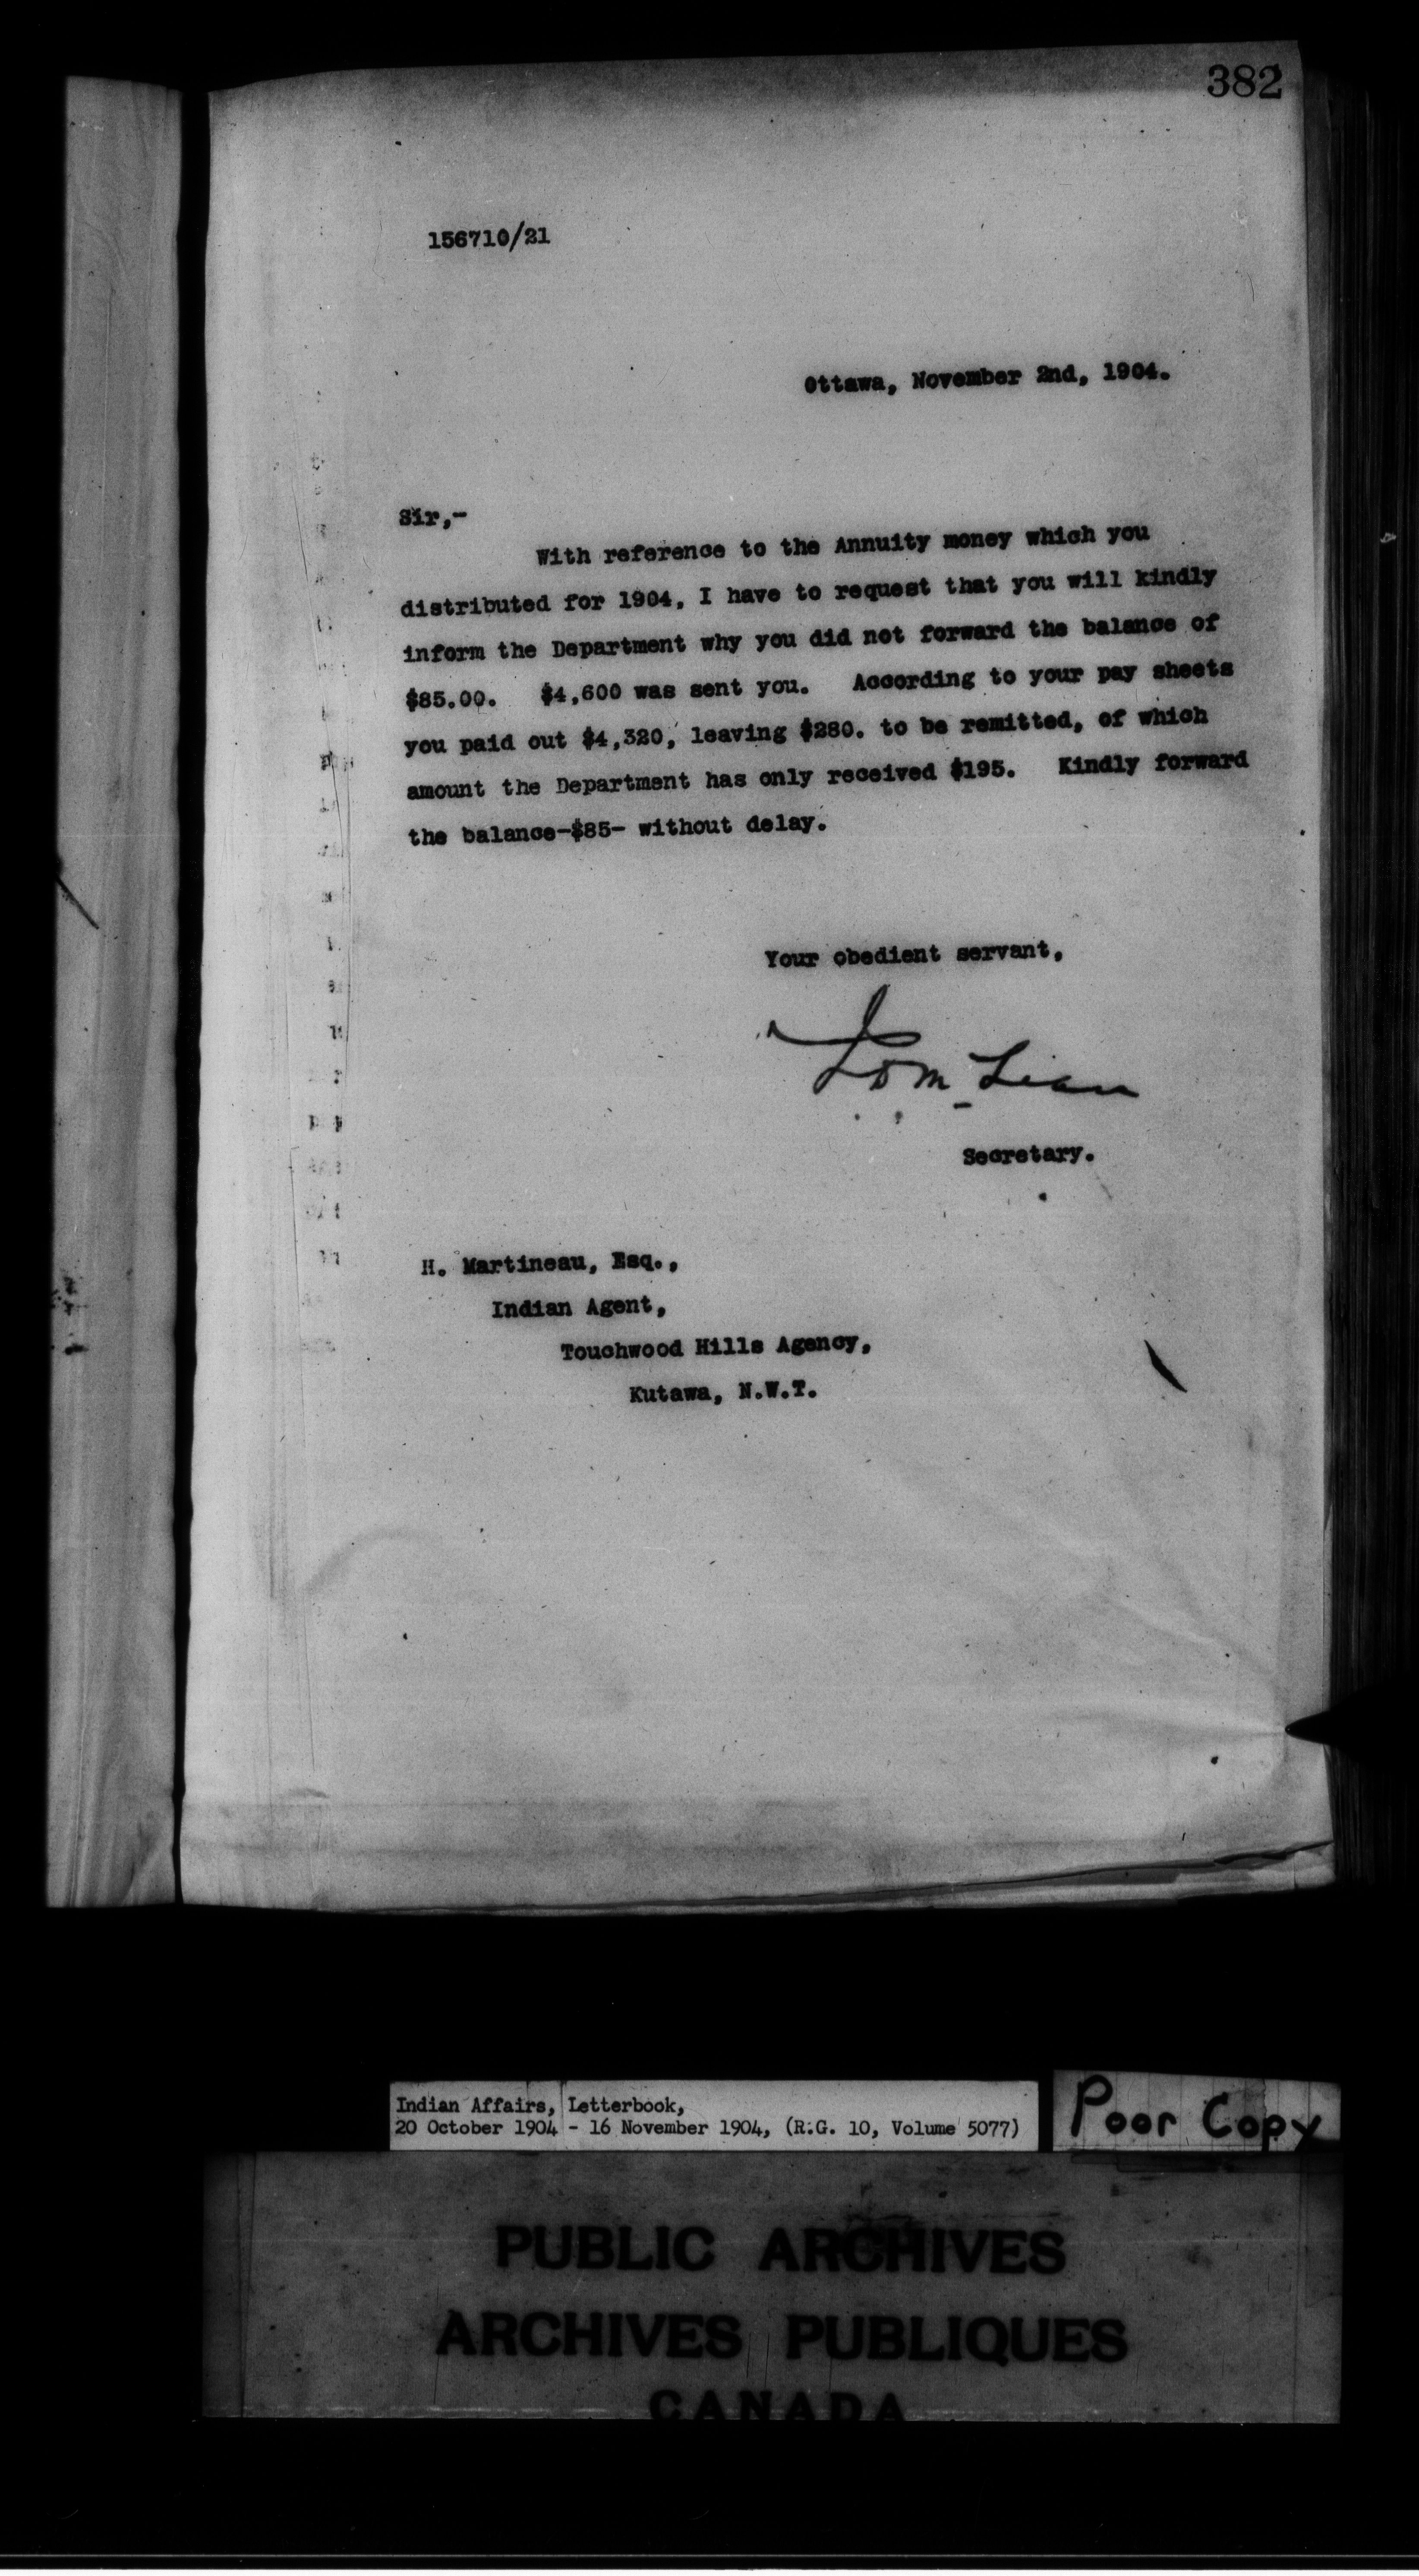 382
156710/21
Ottawa, November 2nd, 1904.
Sir,-
With reference to the Annuity money which you
distributed for 1904, I have to request that you will kindly
inform the Department why you did not forward the balance of
$85.00. $4,600 was sent you. According to your pay sheets
you paid out $4,320, leaving $280. to be remitted, of which
amount the Department has only received $195. Kindly forward
the balance-$85- without delay.
Your obedient servant,
Secretary.
H. Martineau, Esq.,
Indian Agent,
Touchwood Hills Agency,
Kutawa, N.W.T.
Indian Affairs, Letterbook,
20 October 1904 - 16 November 1904, (R.G. 10, Volume 5077)
Poor Copy
PUBLIC ARCHIVES
ARCHIVES PUBLIQUES
CANADA